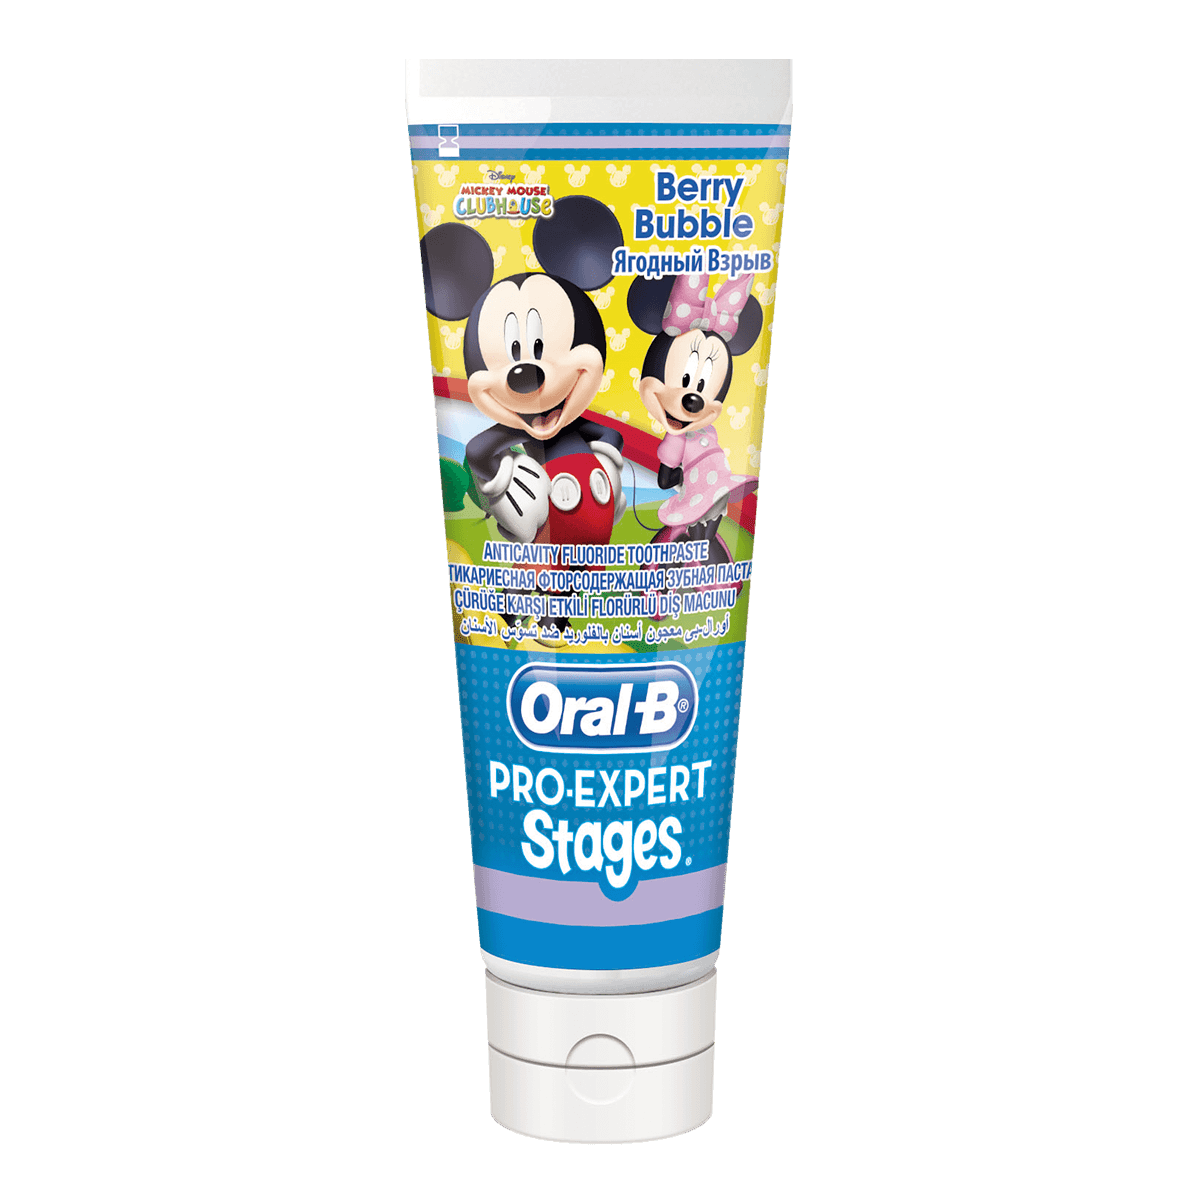 Disney
MICKEY MOUSE
CLUBHOUSE
Berry
Bubble
Ягодный Взрыв
ANTICAVITY FLUORIDE TOOTHPASTE
ТИКАРИЕСНАЯ ФТОРСОДЕРЖАЩАЯ ЗУБНАЯ ПАСТА
ÇÜRÜĞE KARŞI ETKİLİ FLORÜRLÜ DİŞ MACUNU
أورال-بي معجون أسنان بالفلوريد ضد تسوّس الأسنان
Oral-B®
PRO-EXPERT
Stages®